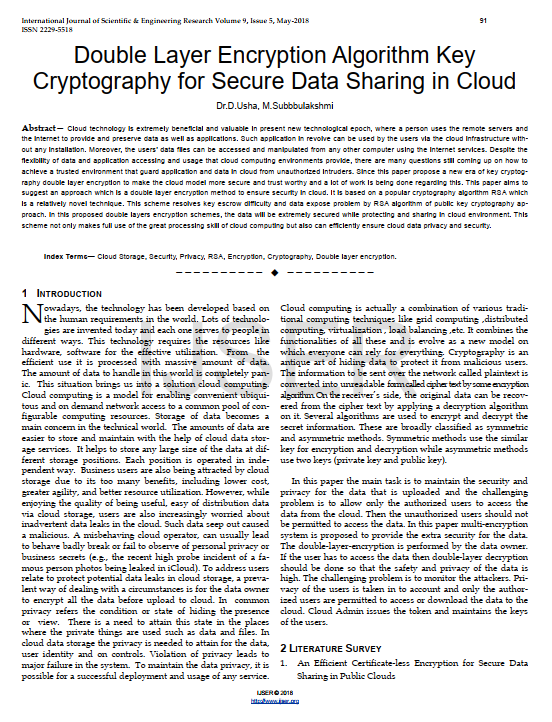 International Journal of Scientific & Engineering Research Volume 9, Issue 5, May-2018 91
ISSN 2229-5518
Double Layer Encryption Algorithm Key
Cryptography for Secure Data Sharing in Cloud
Dr.D.Usha, M.Subbbulakshmi
Abstract— Cloud technology is extremely beneficial and valuable in present new technological epoch, where a person uses the remote servers and
the internet to provide and preserve data as well as applications. Such application in revolve can be used by the users via the cloud infrastructure with-
out any installation. Moreover, the users' data files can be accessed and manipulated from any other computer using the internet services. Despite the
flexibility of data and application accessing and usage that cloud computing environments provide, there are many questions still coming up on how to
achieve a trusted environment that guard application and data in cloud from unauthorized intruders. Since this paper propose a new era of key cryptog-
raphy double layer encryption to make the cloud model more secure and trust worthy and a lot of work is being done regarding this. This paper aims to
suggest an approach which is a double layer encryption method to ensure security in cloud. It is based on a popular cryptography algorithm RSA which
is a relatively novel technique. This scheme resolves key escrow difficulty and data expose problem by RSA algorithm of public key cryptography ap-
proach. In this proposed double layers encryption schemes, the data will be extremely secured while protecting and sharing in cloud environment. This
scheme not only makes full use of the great processing skill of cloud computing but also can efficiently ensure cloud data privacy and security.
Index Terms— Cloud Storage, Security, Privacy, RSA, Encryption, Cryptography, Double layer encryption.
—————————— ◆ ——————————
1 INTRODUCTION
Nowadays, the technology has been developed based on
the human requirements in the world. Lots of technolo-
gies are invented today and each one serve to people in
different ways. This technology requires the resources like
hardware, software for the effective utilization. From the
efficient use it is processed with massive amount of data.
The amount of data to handle in this world is completely pan-
ic. This situation brings us into a solution cloud computing.
Cloud computing is a model for enabling convenient ubiqui-
tous and on demand network access to a common pool of con-
figurable computing resources. Storage of data becomes a
main concern in the technical world. The amounts of data are
easier to store and maintain with the help of cloud data stor-
age services. It helps to store any large size of the data at dif-
ferent storage positions. Each position is operated in inde-
pendent way. Business users are also being attracted by cloud
storage due to its too much benefits, including lower cost,
greater agility, and better resource utilization. However, while
enjoying the quality of being useful, easy of distribution data
via cloud storage, users are also increasingly worried about
inadvertent data leaks in the cloud. Such data seep out caused
a malicious. A misbehaving cloud operator, can usually lead
to behave badly break or fail to observe of personal privacy or
business secrets (e.g., the recent high probe incident of a fa-
mous person photos being leaked in iCloud). To address users
relate to protect potential data leaks in cloud storage, a preva-
lent way of dealing with a circumstances is for the data owner
to encrypt all the data before upload to cloud. In common
privacy refers the condition or state of hiding the presence
or view. There is a need to attain this state in the places
where the private things are used such as data and files. In
cloud data storage the privacy is needed to attain for the data,
user identity and on controls. Violation of privacy leads to
major failure in the system. To maintain the data privacy, it is
possible for a successful deployment and usage of any service.
Cloud computing is actually a combination of various tradi-
tional computing techniques like grid computing ,distributed
computing, virtualization , load balancing ,etc. It combines the
functionalities of all these and is evolve as a new model on
which everyone can rely for everything. Cryptography is an
antique art of hiding data to protect it from malicious users.
The information to be sent over the network called plaintext is
converted into unreadable form called cipher text by some encryption
algorithm. On the receiver's side, the original data can be recov-
ered from the cipher text by applying a decryption algorithm
on it. Several algorithms are used to encrypt and decrypt the
secret information. These are broadly classified as symmetric
and asymmetric methods. Symmetric methods use the similar
key for encryption and decryption while asymmetric methods
use two keys (private key and public key).
In this paper the main task is to maintain the security and
privacy for the data that is uploaded and the challenging
problem is to allow only the authorized users to access the
data from the cloud. Then the unauthorized users should not
be permitted to access the data. In this paper multi-encryption
system is proposed to provide the extra security for the data.
The double-encryption is performed by the data owner.
If the user has to access the data then double-layer decryption
should be done so that the safety and privacy of the data is
high. The challenging problem is to monitor the attackers. Pri-
vacy of the users is taken in to account and only the author-
ized users are permitted to access or download the data to the
cloud. Cloud Admin issues the token and maintains the keys
of the users.
2 LITERATURE SURVEY
1. An Efficient Certificate-less Encryption for Secure Data
Sharing in Public Clouds
IJSER © 2018
http://www.ijser.org
IJSER